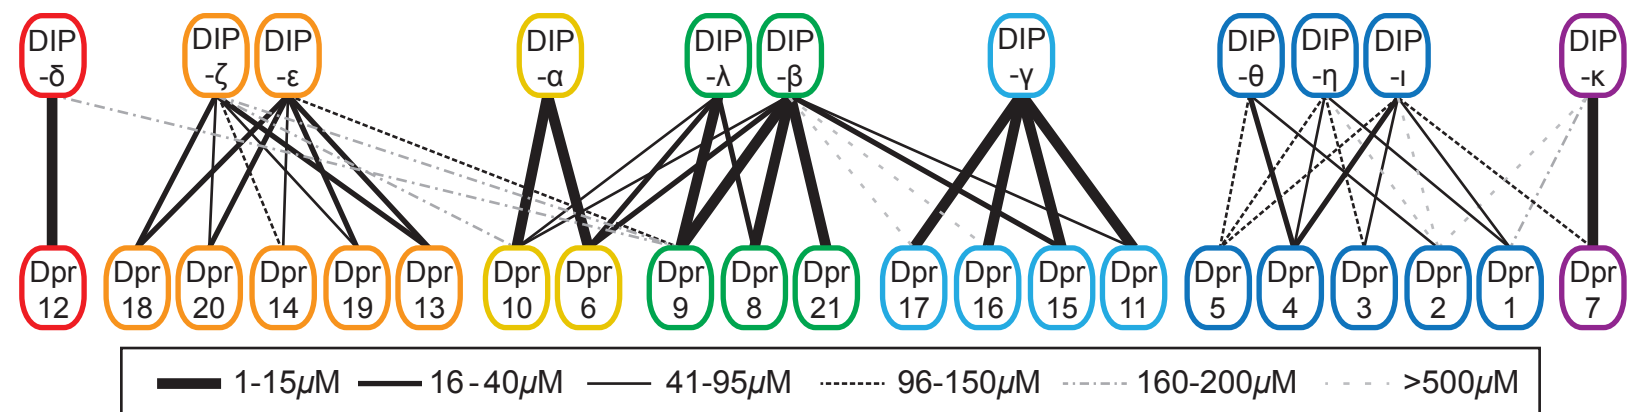 DIP -δ
DIP -ζ
DIP -ε
DIP -α
DIP -λ
DIP -β
DIP -γ
DIP -θ
DIP -η
DIP -ι
DIP -κ
Dpr 12
Dpr 18
Dpr 20
Dpr 14
Dpr 19
Dpr 13
Dpr 10
Dpr 6
Dpr 9
Dpr 8
Dpr 21
Dpr 17
Dpr 16
Dpr 15
Dpr 11
Dpr 5
Dpr 4
Dpr 3
Dpr 2
Dpr 1
Dpr 7
1-15µM 16-40µM 41-95µM 96-150µM 160-200µM >500µM